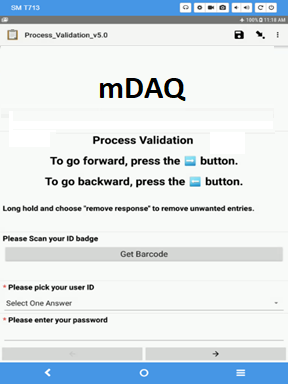 SM T713
100% 11:18 AM
Process_Validation_v5.0
mDAQ
Process Validation
To go forward, press the ➡ button.
To go backward, press the ⬅ button.
Long hold and choose "remove response" to remove unwanted entries.
Please Scan your ID badge
Get Barcode
* Please pick your user ID
Select One Answer
* Please enter your password